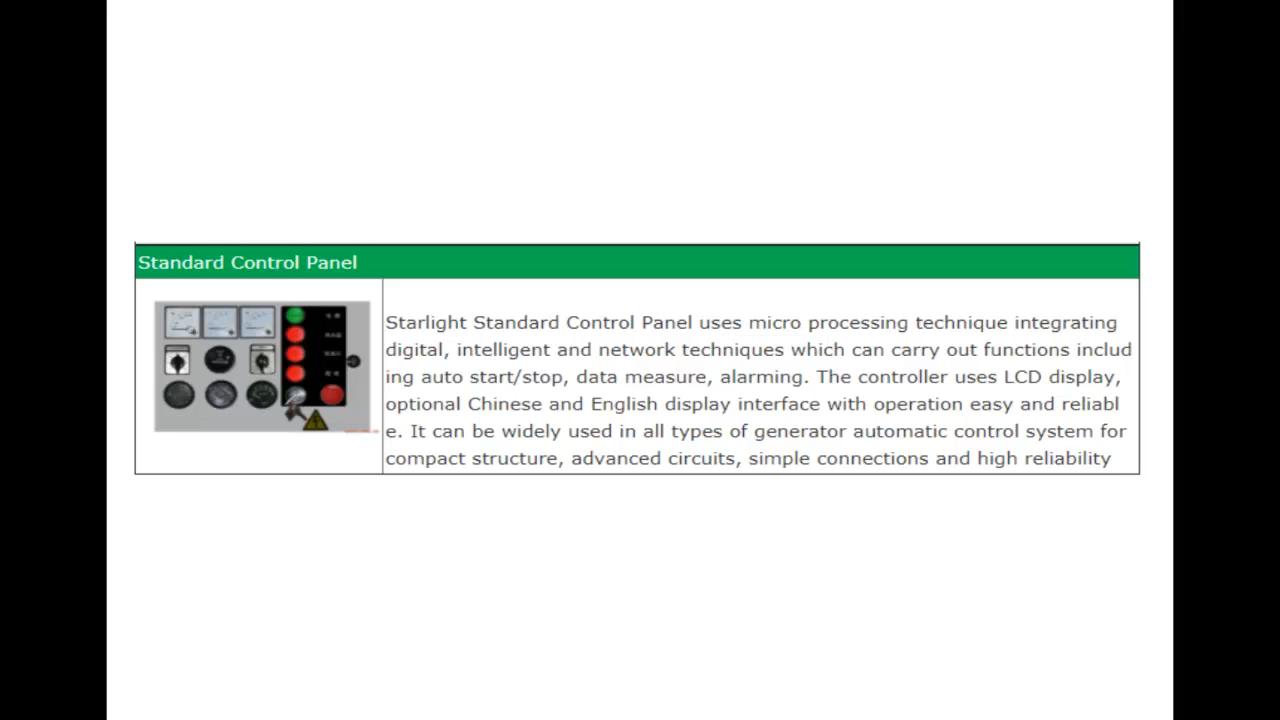 Standard Control Panel
Starlight Standard Control Panel uses micro processing technique integrating
digital, intelligent and network techniques which can carry out functions includ
ing auto start/stop, data measure, alarming. The controller uses LCD display,
optional Chinese and English display interface with operation easy and reliabl
e. It can be widely used in all types of generator automatic control system for
compact structure, advanced circuits, simple connections and high reliability